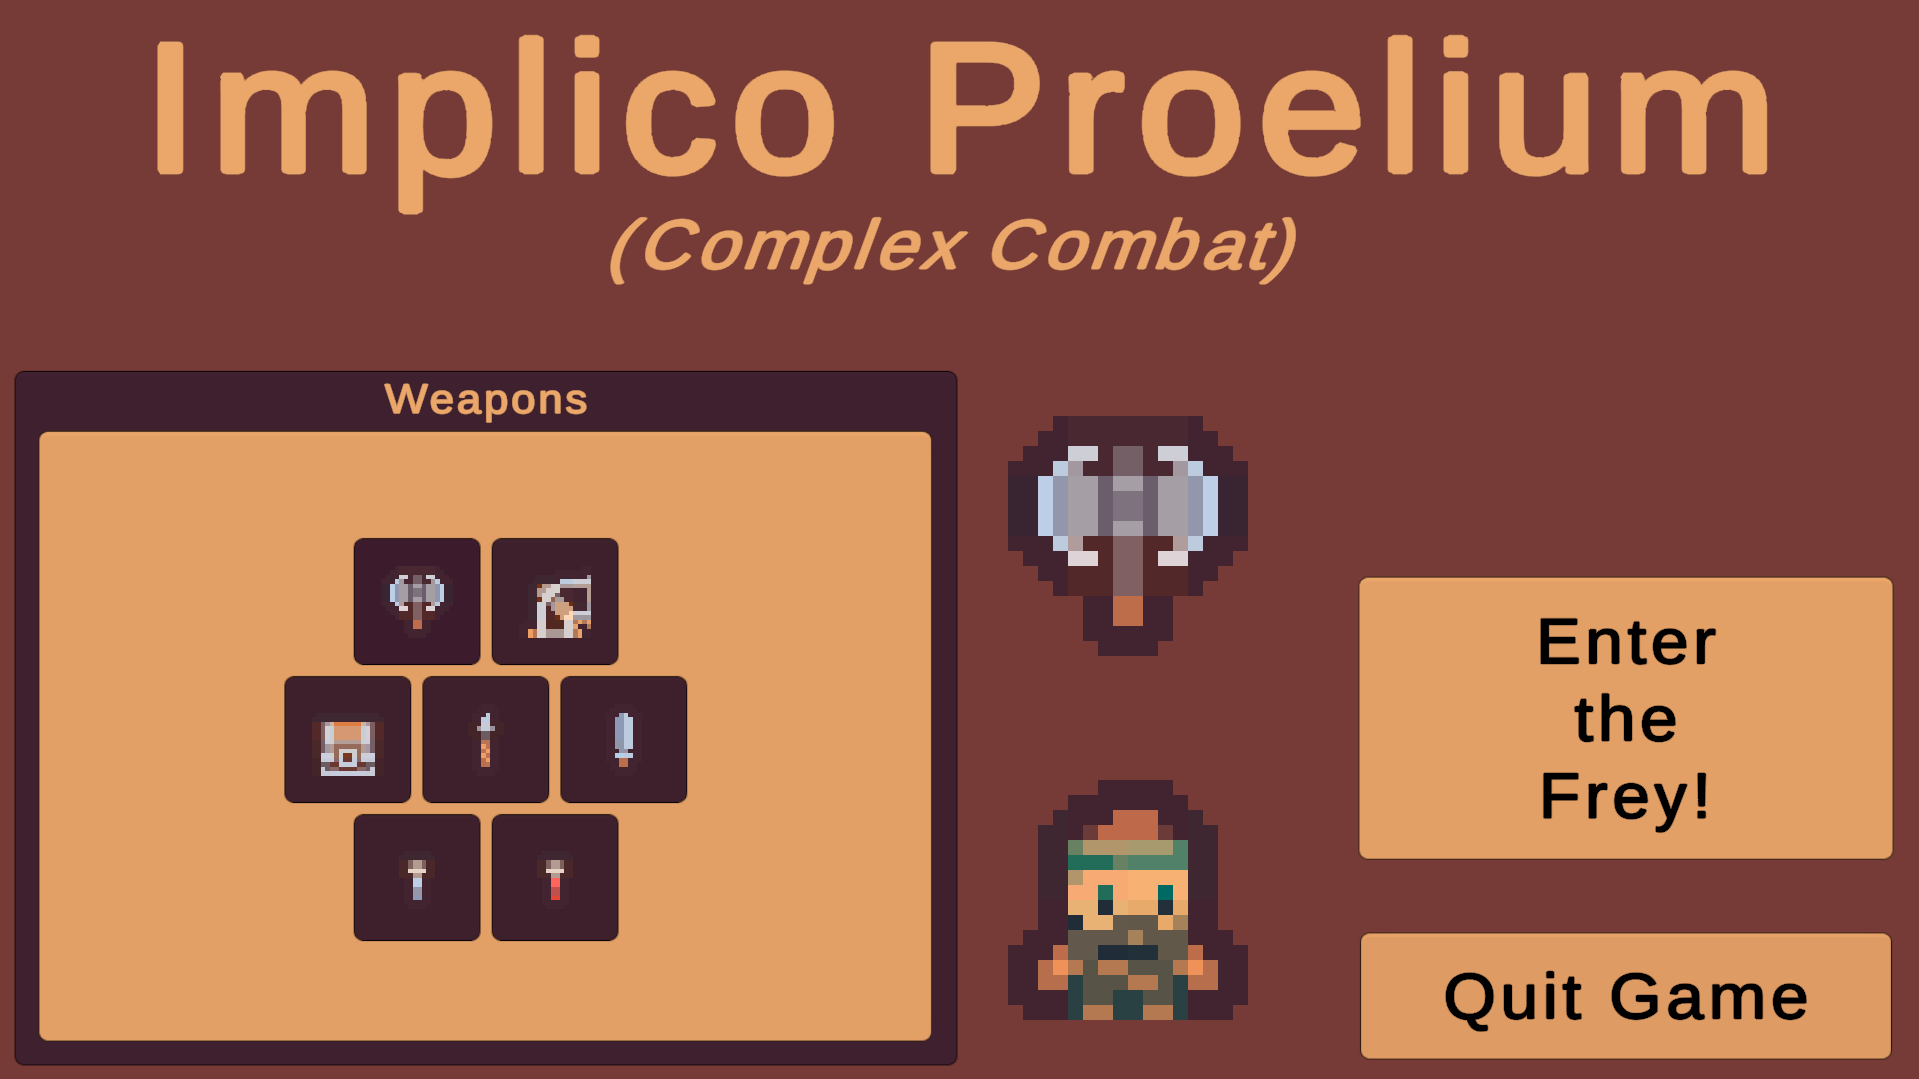 Implico Proelium
(Complex Combat)
Weapons
Enter
the
Frey!
Quit Game